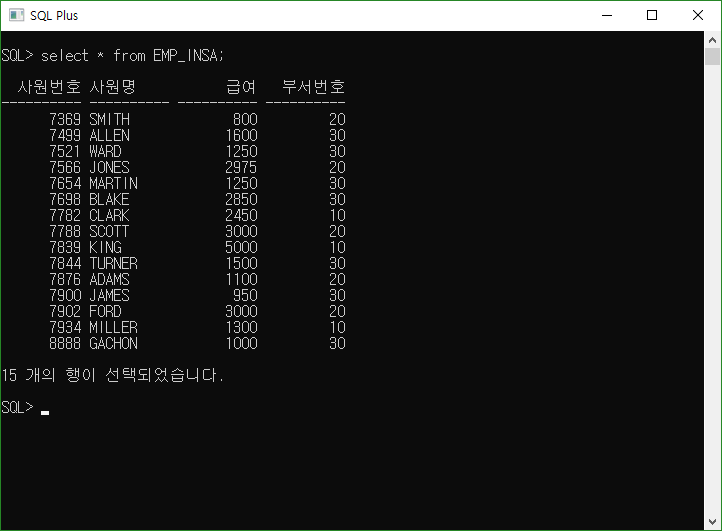 SQL Plus
SQL> select * from EMP_INSA;
사원번호 사원명 급여 부서번호
---------- ---------- ---------- ----------
7369 SMITH 800 20
7499 ALLEN 1600 30
7521 WARD 1250 30
7566 JONES 2975 20
7654 MARTIN 1250 30
7698 BLAKE 2850 30
7782 CLARK 2450 10
7788 SCOTT 3000 20
7839 KING 5000 10
7844 TURNER 1500 30
7876 ADAMS 1100 20
7900 JAMES 950 30
7902 FORD 3000 20
7934 MILLER 1300 10
8888 GACHON 1000 30
15 개의 행이 선택되었습니다.
SQL>